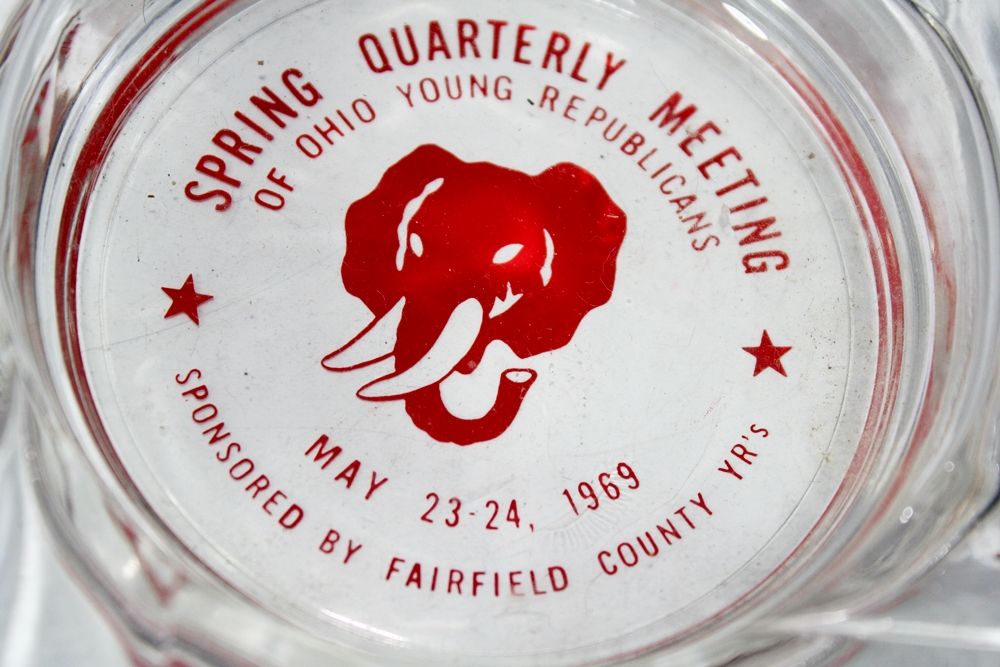 SPRING QUARTERLY MEETING
OF OHIO YOUNG REPUBLICANS
MAY 23-24, 1969
SPONSORED BY FAIRFIELD COUNTY YR's